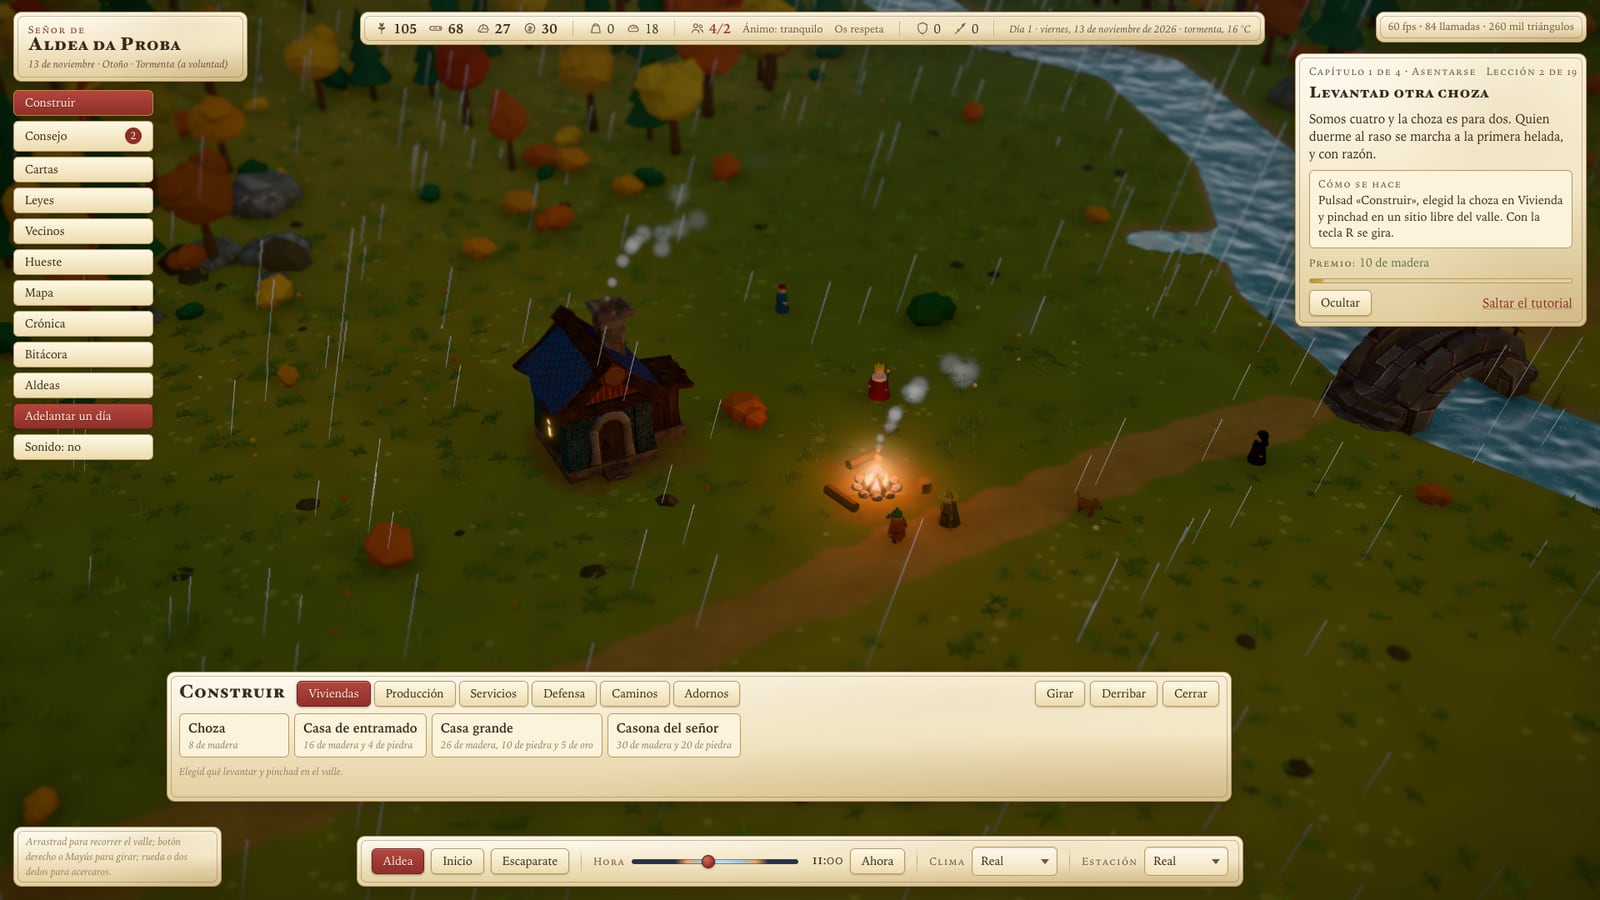 Señor de
Aldea da Proba
13 de noviembre · Otoño · Tormenta (a voluntad)
105 68 27 30 0 18 4/2 Ánimo: tranquilo Os respeta 0 0 Día 1 · viernes, 13 de noviembre de 2026 · tormenta, 16 °C
60 fps · 84 llamadas · 260 mil triángulos
Construir
Consejo 2
Cartas
Leyes
Vecinos
Hueste
Mapa
Crónica
Bitácora
Aldeas
Adelantar un día
Sonido: no
Capítulo 1 de 4 · Asentarse Lección 2 de 19
Levantad otra choza
Somos cuatro y la choza es para dos. Quien
duerme al raso se marcha a la primera helada,
y con razón.
Cómo se hace
Pulsad «Construir», elegid la choza en Vivienda
y pinchad en un sitio libre del valle. Con la
tecla R se gira.
Premio: 10 de madera
Ocultar Saltar el tutorial
Construir Viviendas Producción Servicios Defensa Caminos Adornos Girar Derribar Cerrar
Choza
8 de madera
Casa de entramado
16 de madera y 4 de piedra
Casa grande
26 de madera, 10 de piedra y 5 de oro
Casona del señor
30 de madera y 20 de piedra
Elegid qué levantar y pinchad en el valle.
Arrastrad para recorrer el valle; botón
derecho o Mayús para girar; rueda o dos
dedos para acercaros.
Aldea Inicio Escaparate Hora 11:00 Ahora Clima Real Estación Real